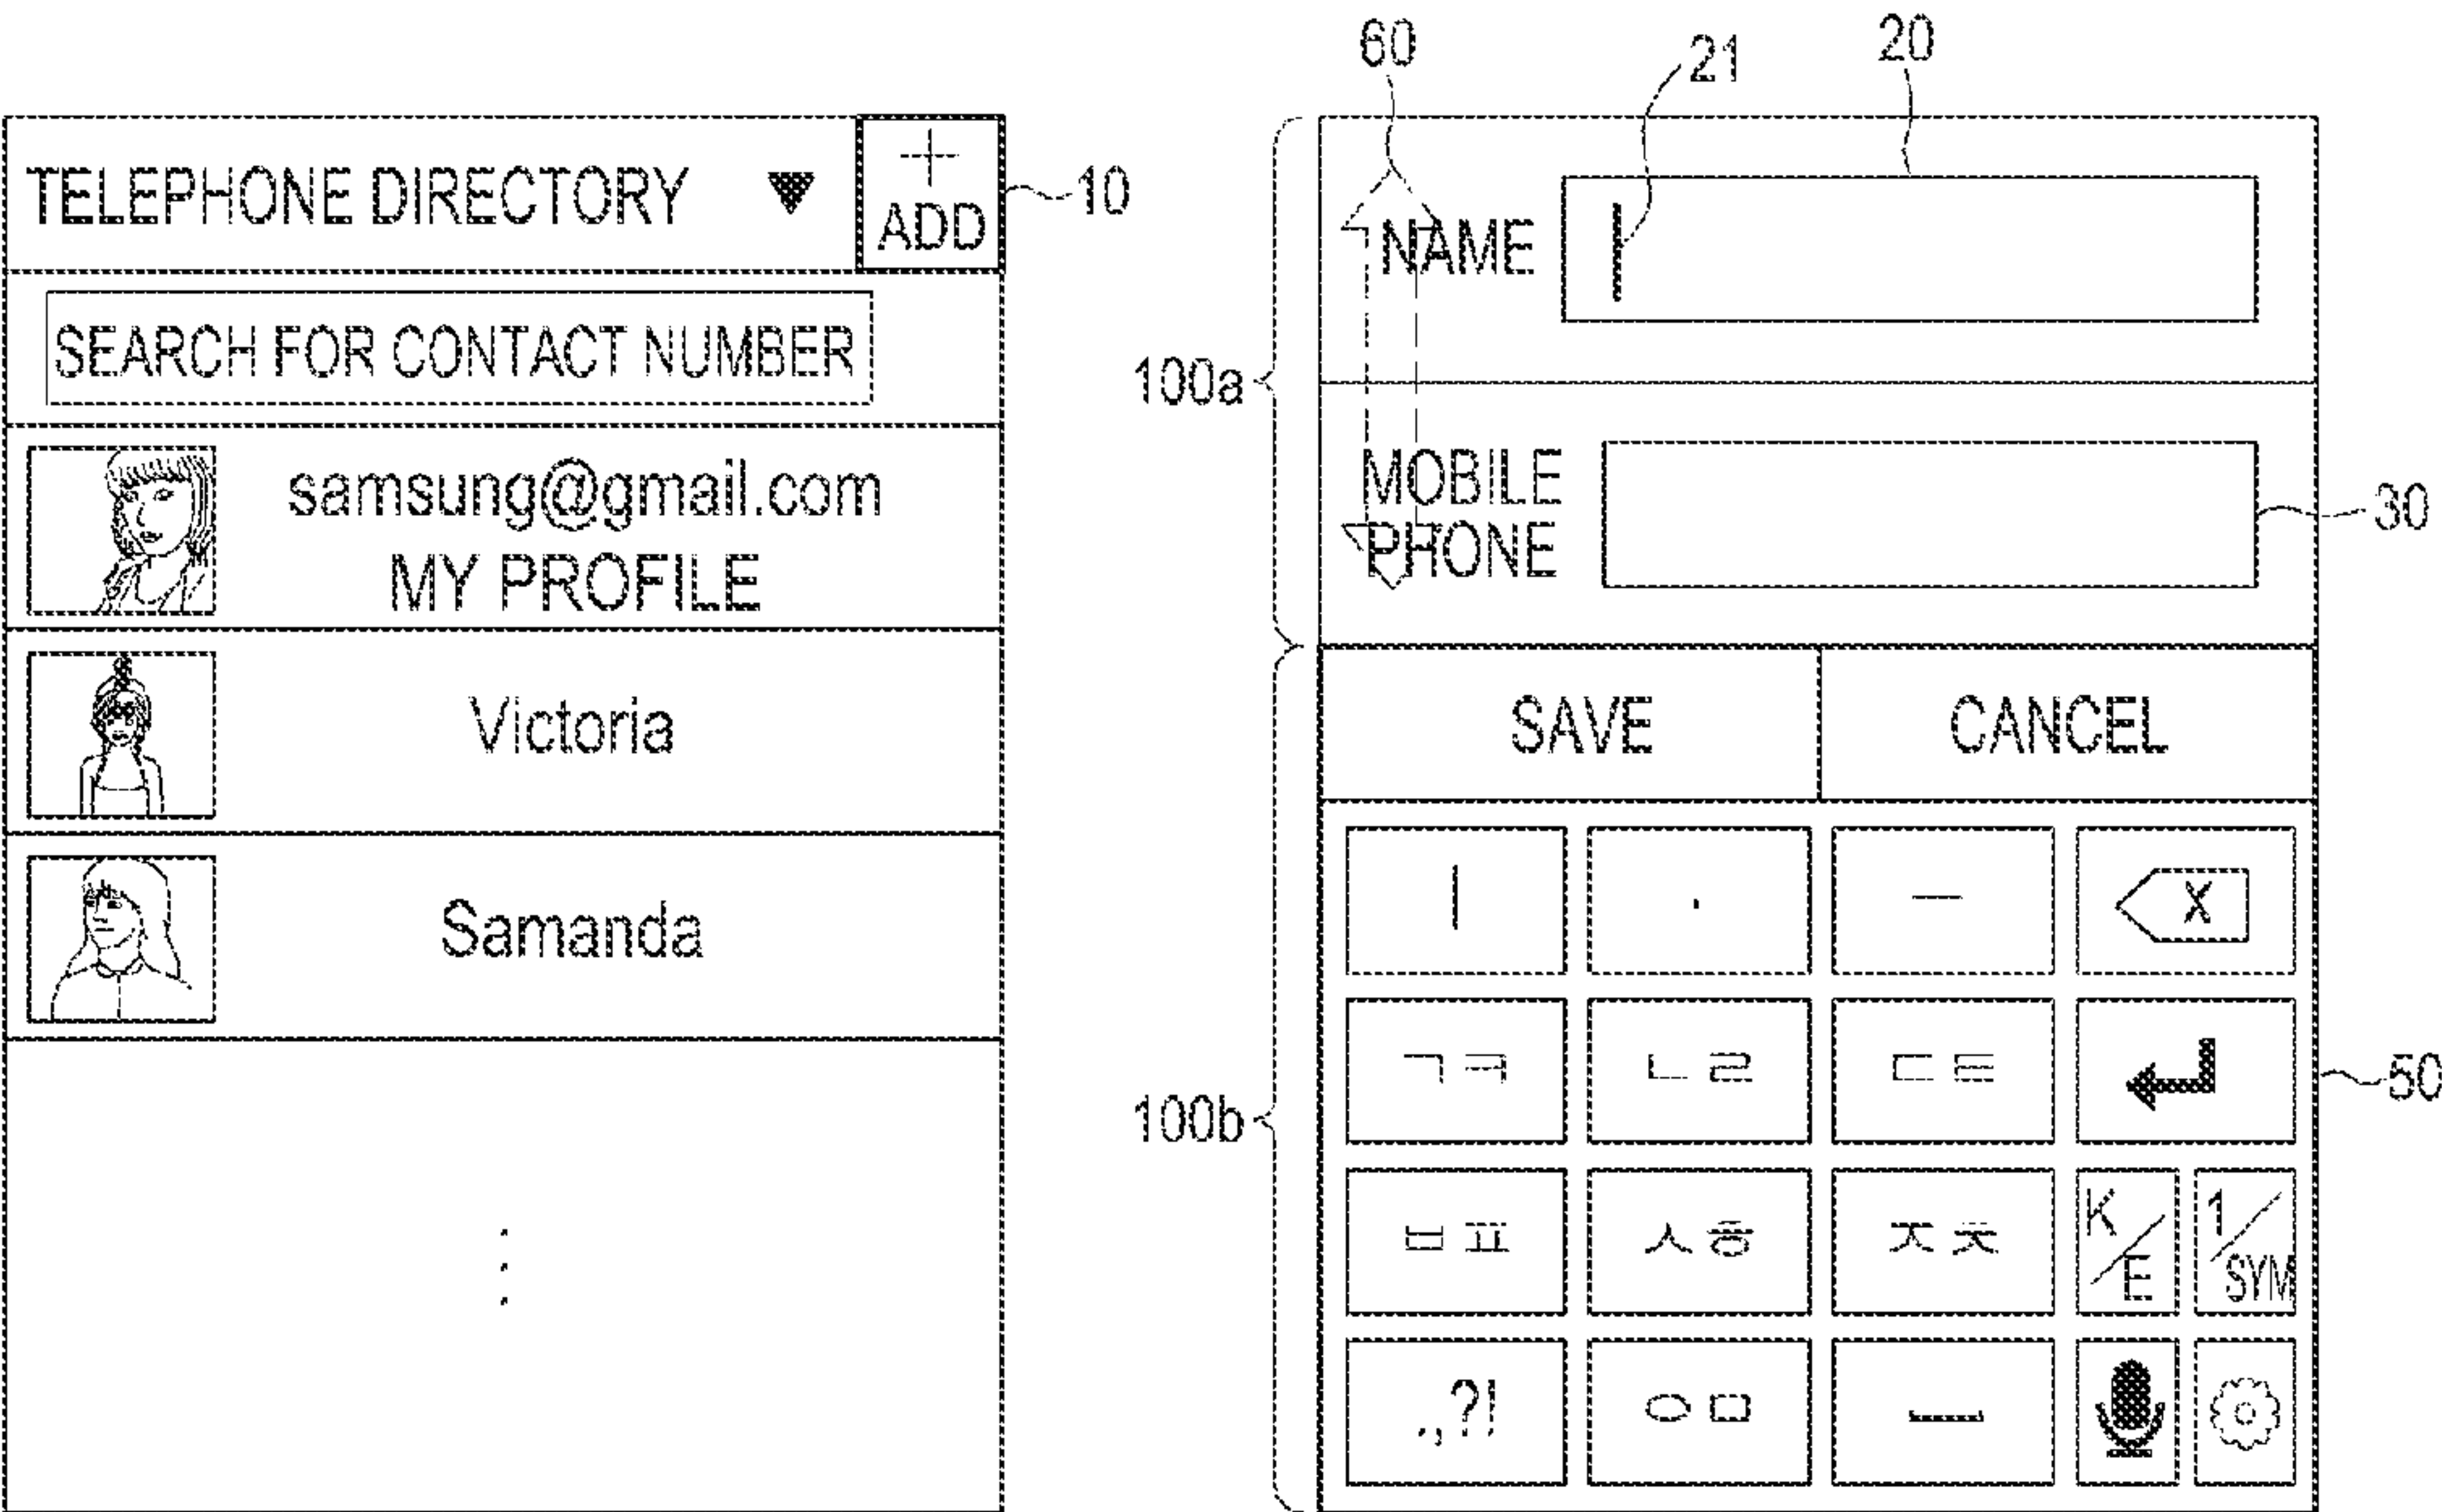 TELEPHONE DIRECTORY ▼
+
ADD
10
SEARCH FOR CONTACT NUMBER
samsung@gmail.com
MY PROFILE
Victoria
Samanda
60
21
20
100a
NAME
MOBILE
PHONE
30
100b
SAVE
CANCEL
ㅣ
·
ㅡ
X
ㄱㅋ
ㄴㄹ
ㄷㅌ
50
ㅂㅍ
ㅅㅎ
ㅈㅊ
K/E
1/SYM
.,?!
ㅇㅁ